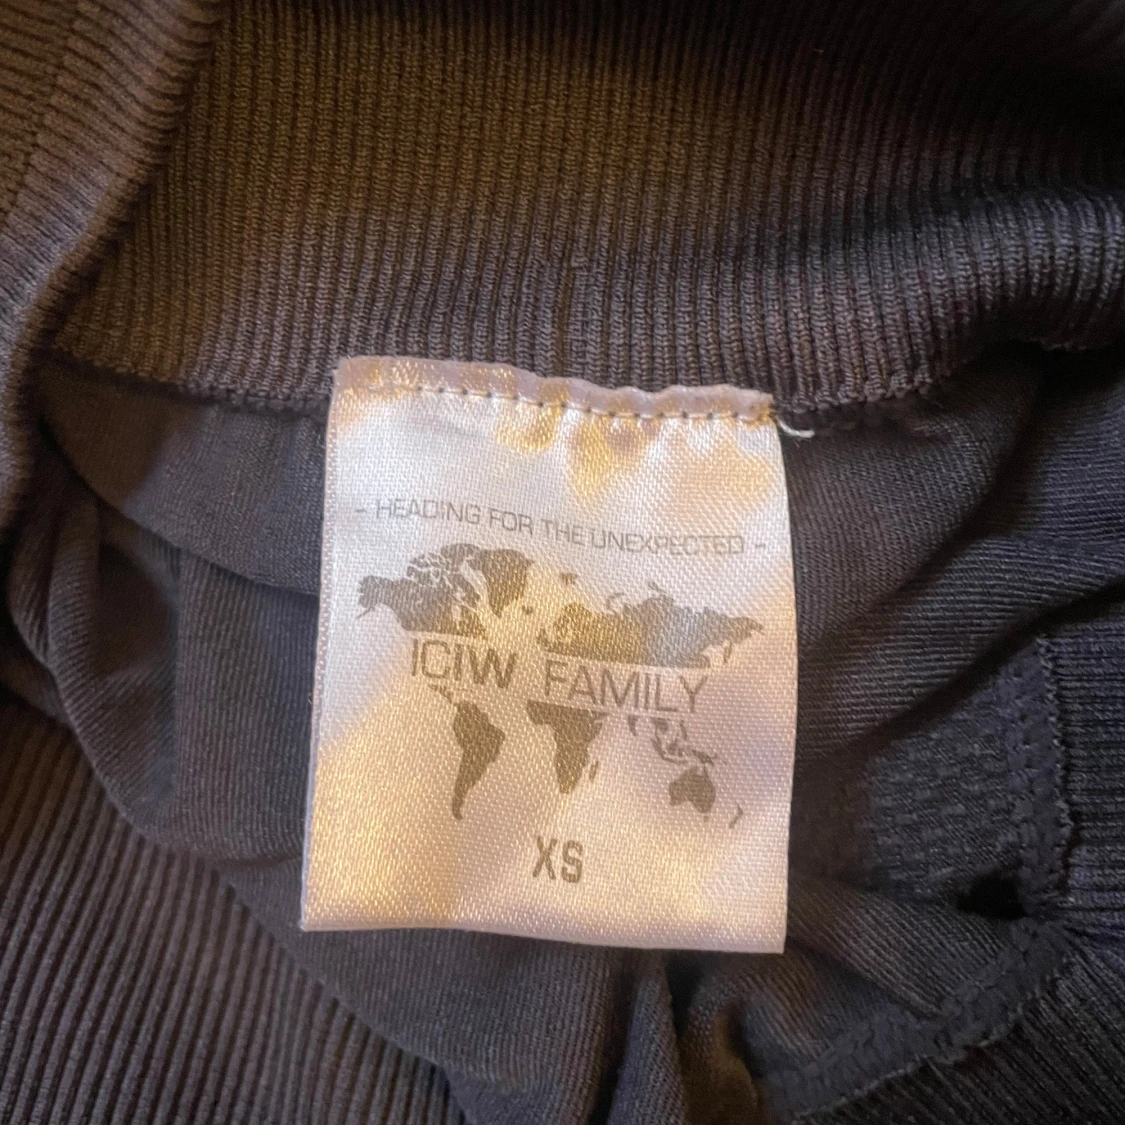 - HEADING FOR THE UNEXPECTED -
ICIW FAMILY
XS